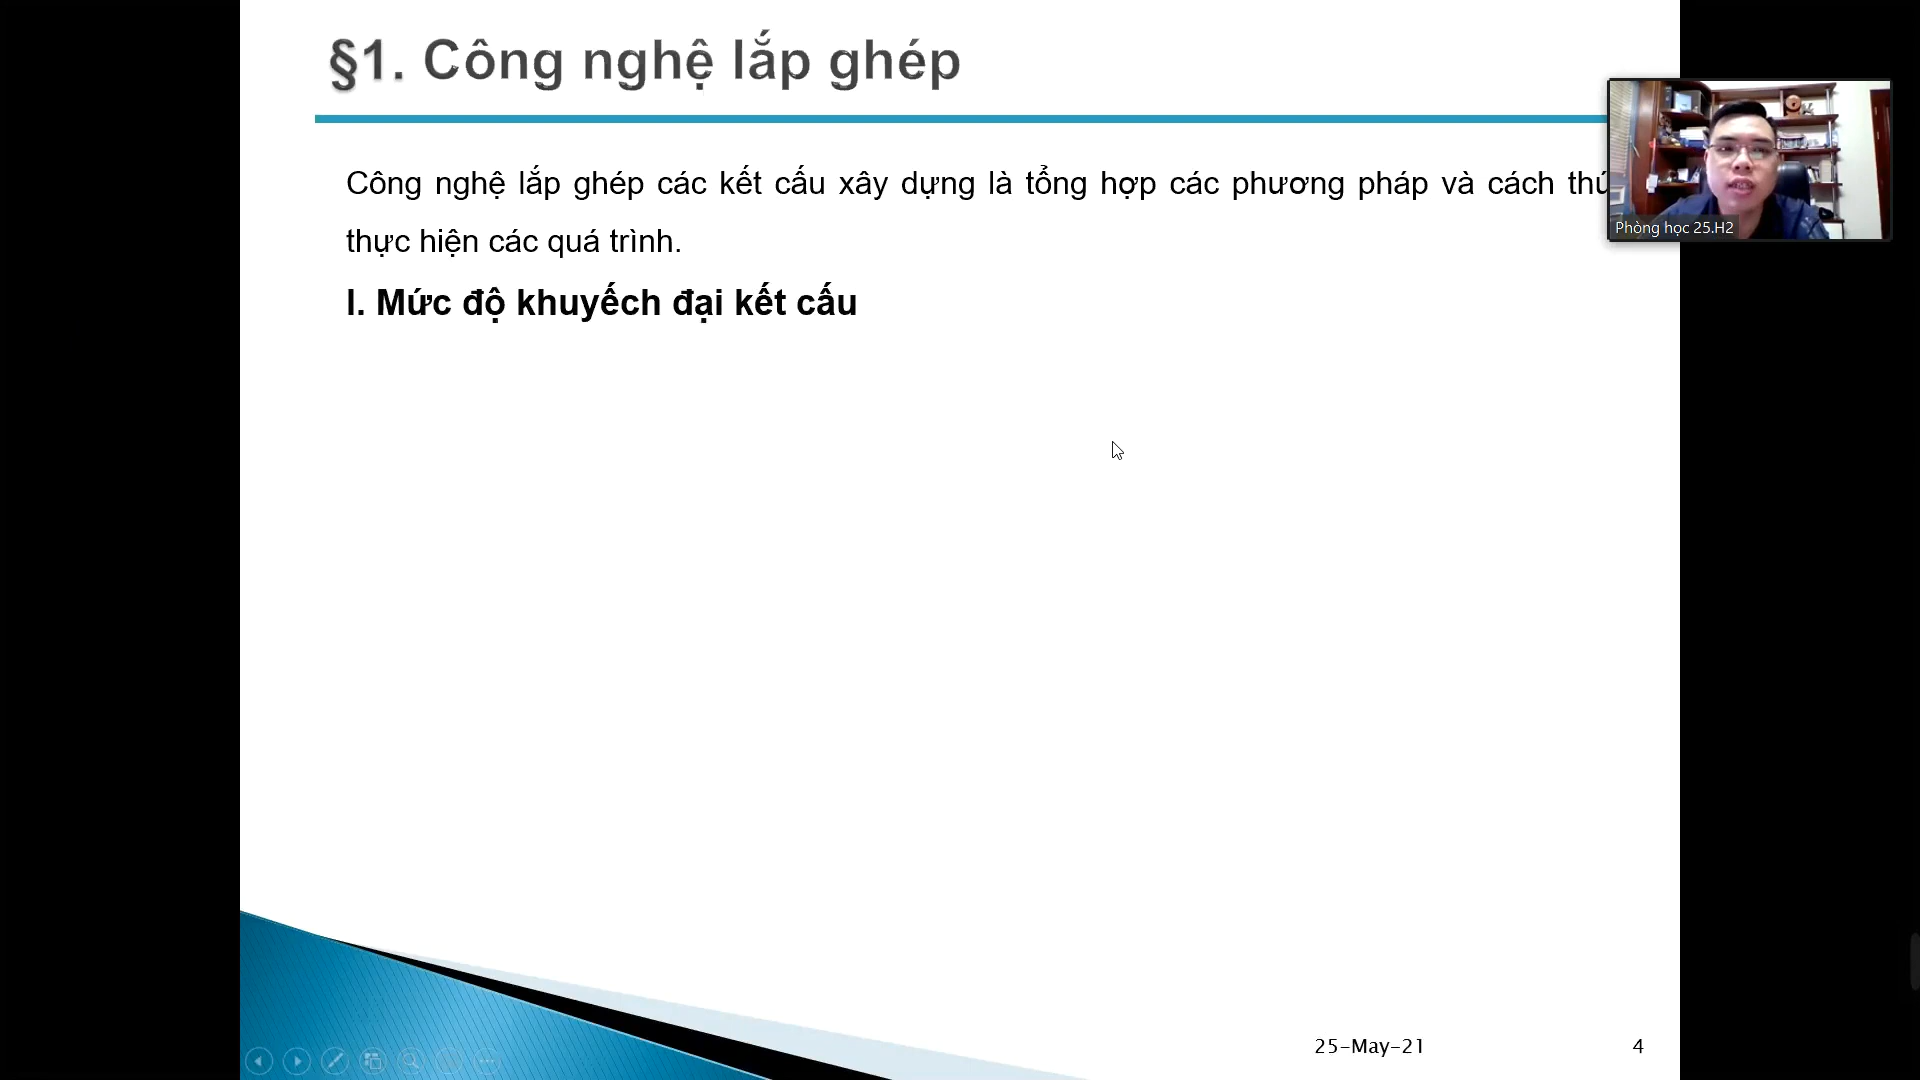 §1. Công nghệ lắp ghép
Công nghệ lắp ghép các kết cấu xây dựng là tổng hợp các phương pháp và cách
thực hiện các quá trình.
I. Mức độ khuyếch đại kết cấu
Phòng học 25.H2
25-May-21
4